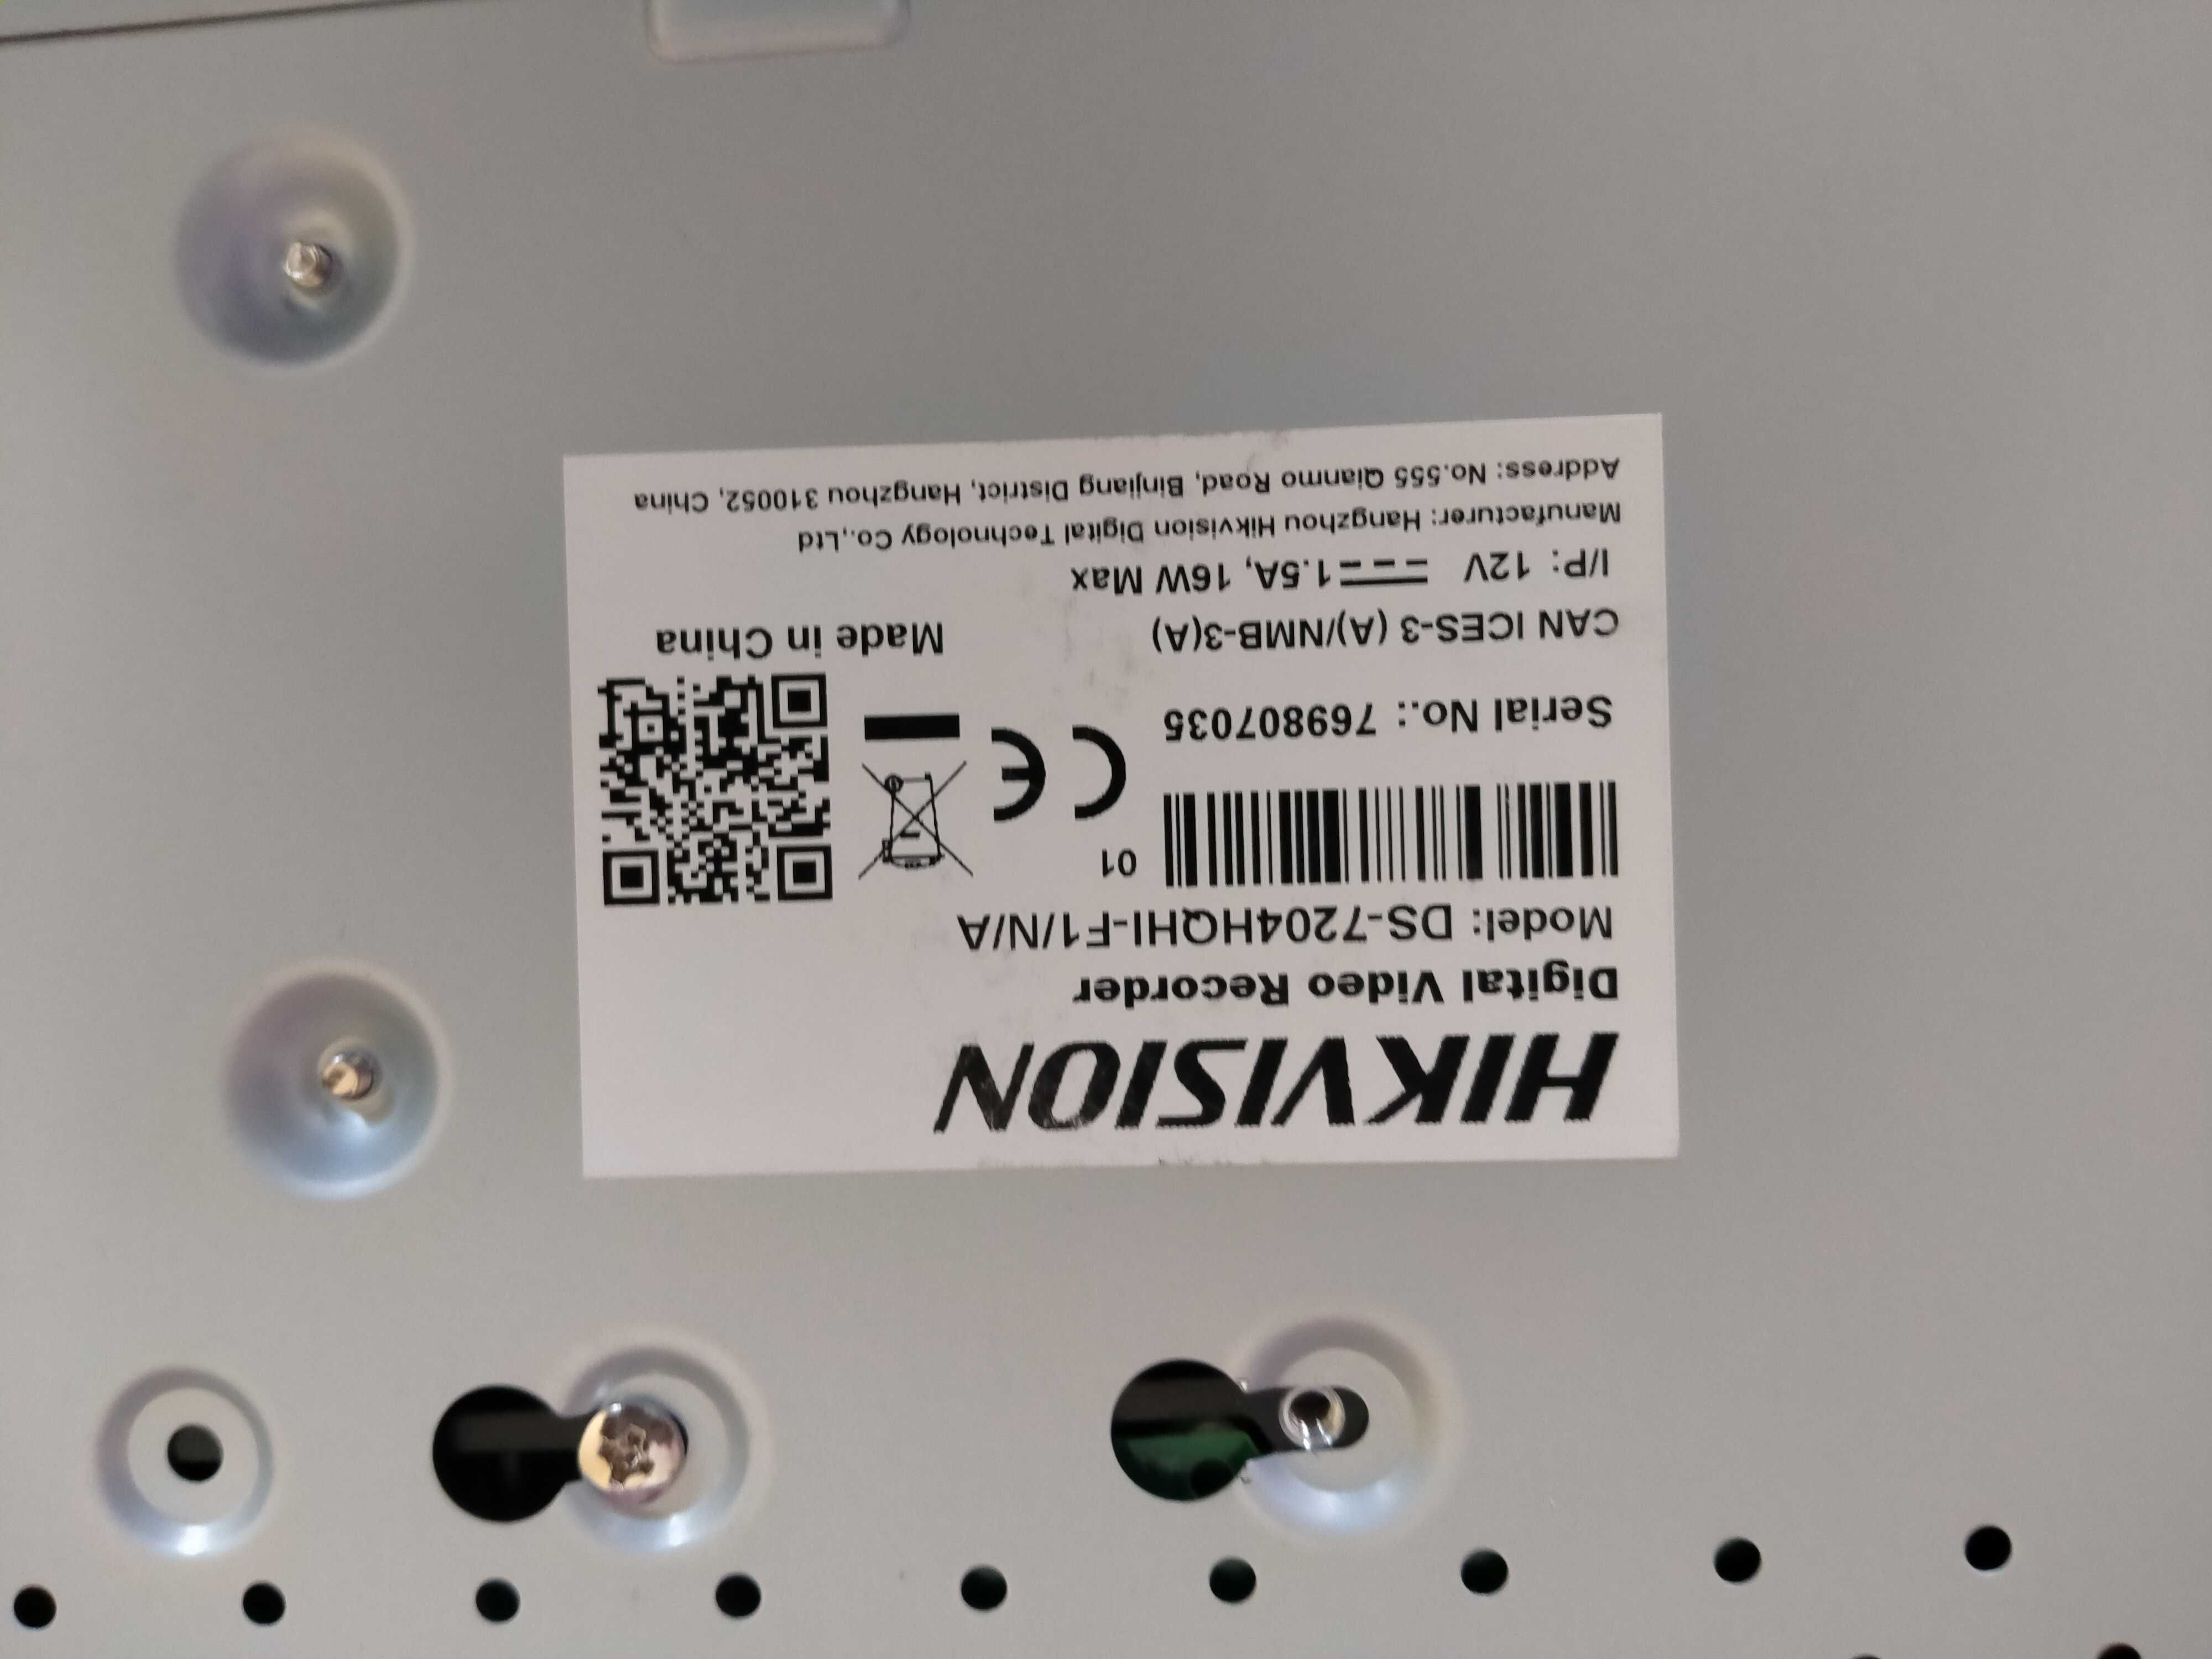 HIKVISION
Digital Video Recorder
Model: DS-7204HQHI-F1/N/A
01
Serial No.: 769807035
CE
CAN ICES-3 (A)/NMB-3(A)
Made in China
I/P: 12V 1.5A, 16W Max
Manufacturer: Hangzhou Hikvision Digital Technology Co.,Ltd
Address: No.555 Qianmo Road, Binjiang District, Hangzhou 310052, China